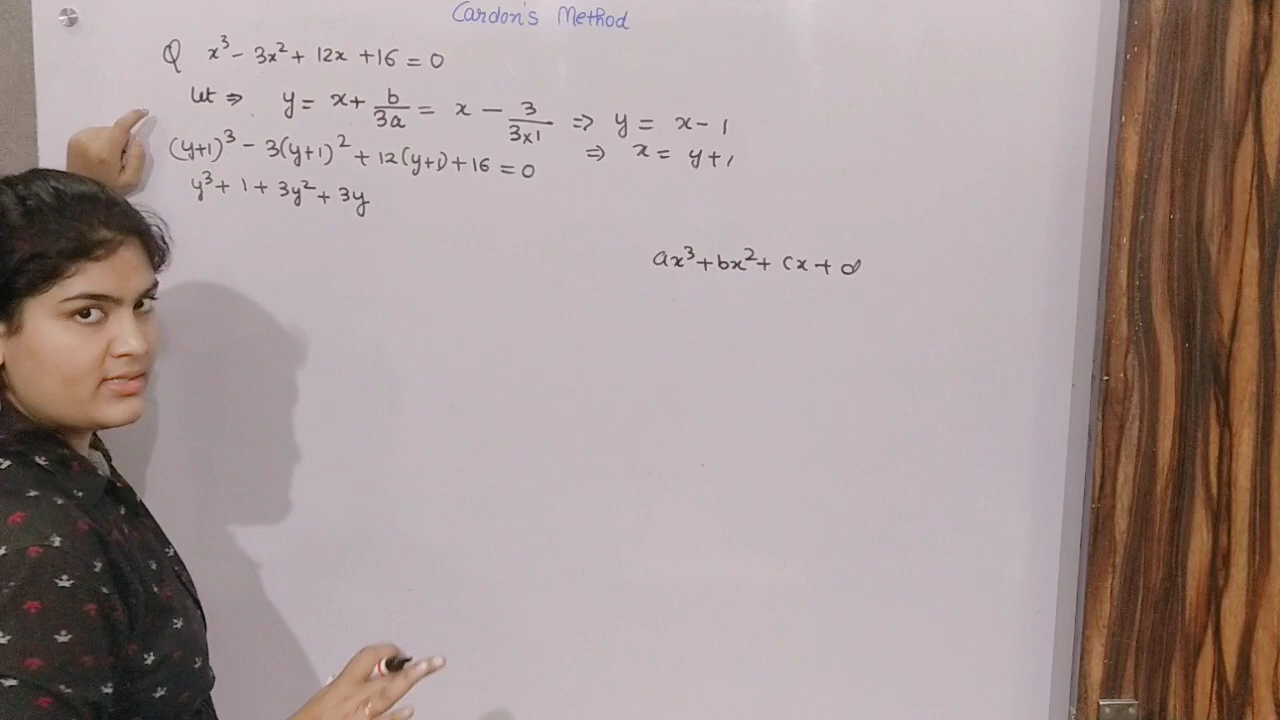 Cardon's Method
Q x³ - 3x² + 12x + 16 = 0
Let ⇒ y = x + b/3a = x - 3/3×1 ⇒ y = x - 1
(y+1)³ - 3(y+1)² + 12(y+1) + 16 = 0 ⇒ x = y + 1
y³ + 1 + 3y² + 3y
ax³ + bx² + cx + d